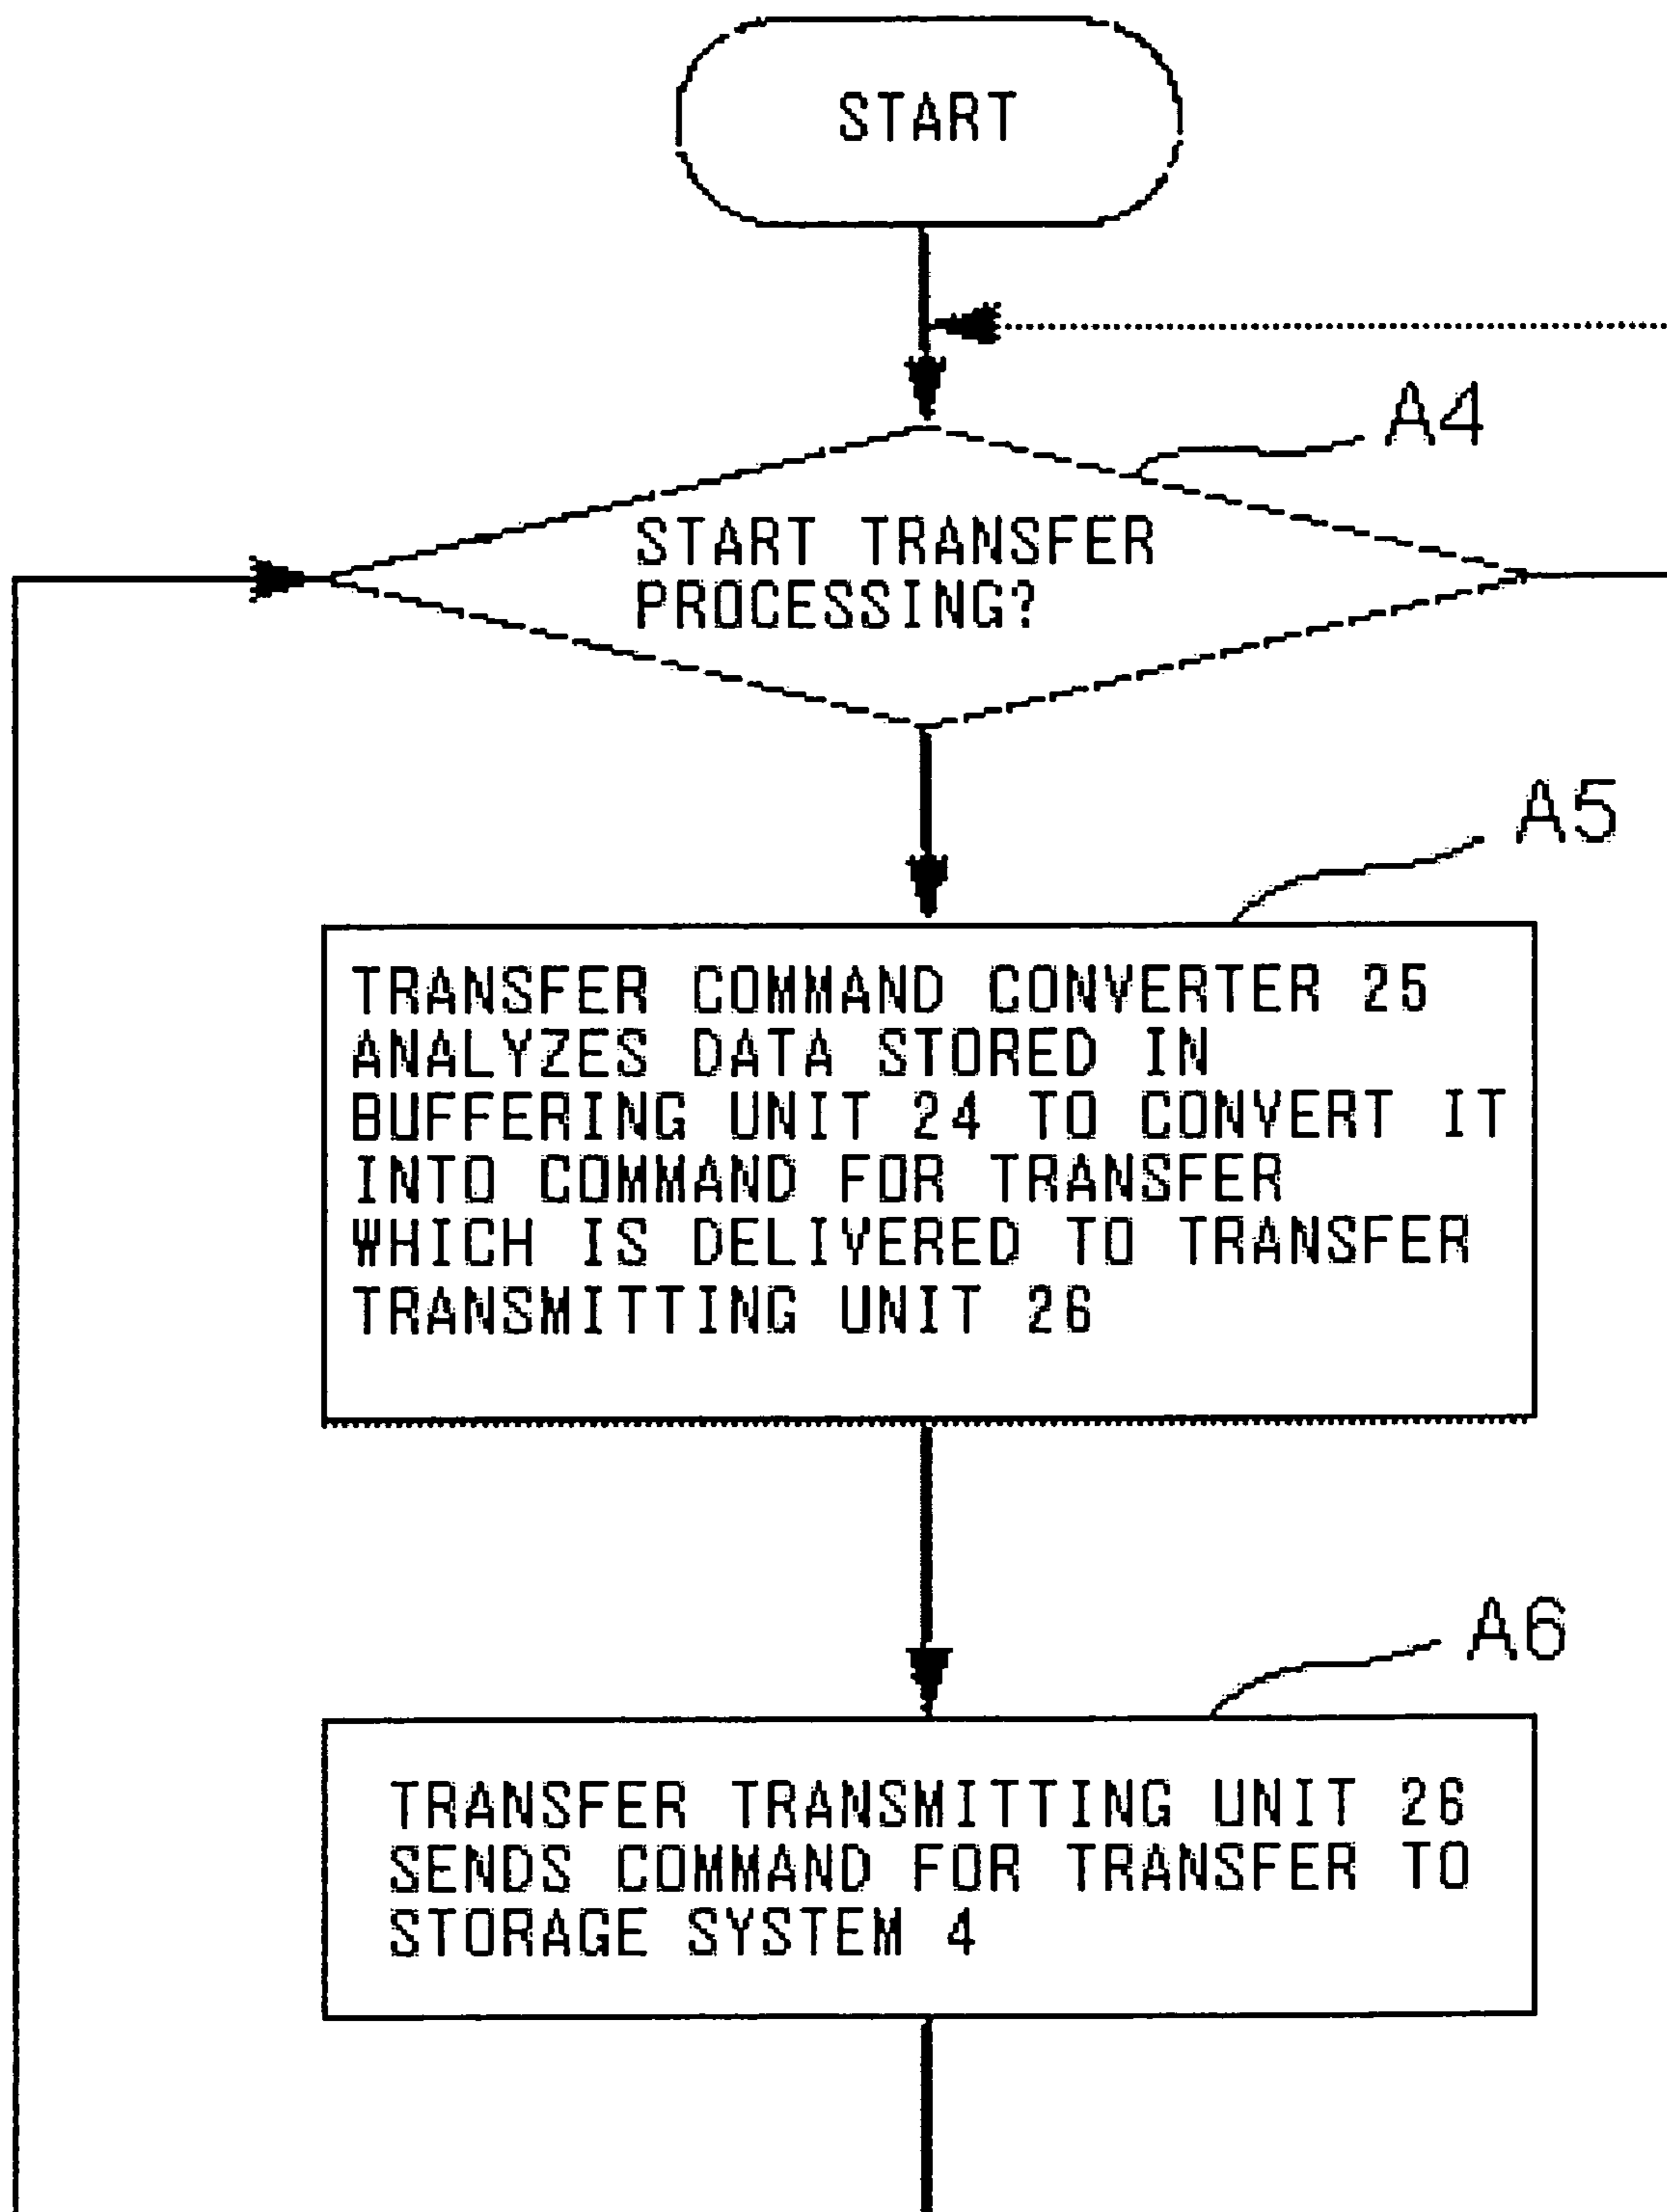 START
A4
START TRANSFER
PROCESSING?
A5
TRANSFER COMMAND CONVERTER 25
ANALYZES DATA STORED IN
BUFFERING UNIT 24 TO CONVERT IT
INTO COMMAND FOR TRANSFER
WHICH IS DELIVERED TO TRANSFER
TRANSMITTING UNIT 26
A6
TRANSFER TRANSMITTING UNIT 26
SENDS COMMAND FOR TRANSFER TO
STORAGE SYSTEM 4